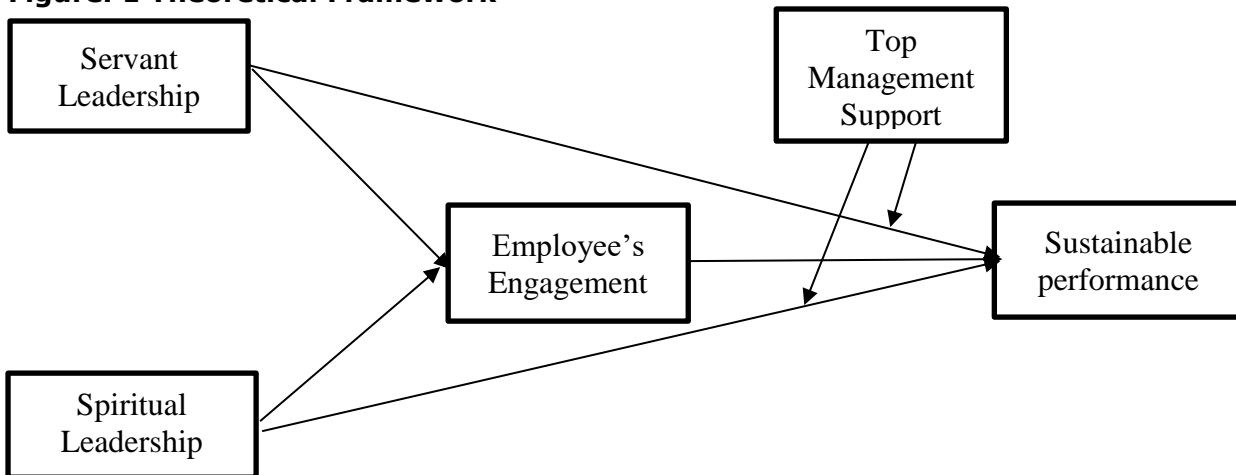 Figure: 1 Theoretical Framework
Servant
Leadership
Top
Management
Support
Employee’s
Engagement
Sustainable
performance
Spiritual
Leadership